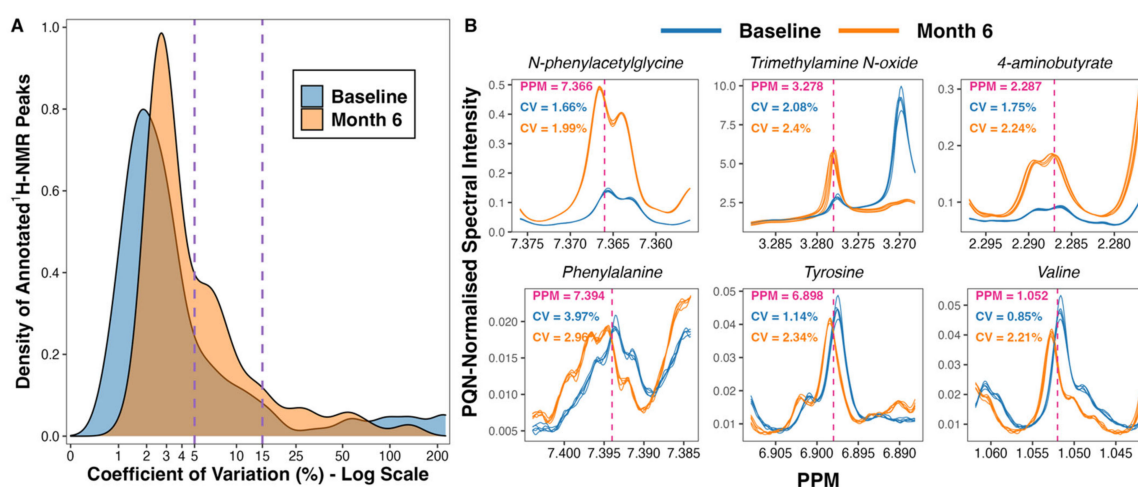 A
Density of Annotated ¹H-NMR Peaks
1.0
0.8
0.6
0.4
0.2
0.0
Baseline
Month 6
0 1 2 3 4 5 10 15 25 50 100 200
Coefficient of Variation (%) - Log Scale
B
Baseline Month 6
PQN-Normalised Spectral Intensity
N-phenylacetylglycine
PPM = 7.366
CV = 1.66%
CV = 1.99%
0.5
0.4
0.3
0.2
0.1
0.0
7.375 7.370 7.365 7.360
Trimethylamine N-oxide
PPM = 3.278
CV = 2.08%
CV = 2.4%
10.0
7.5
5.0
2.5
3.285 3.280 3.275 3.270
4-aminobutyrate
PPM = 2.287
CV = 1.75%
CV = 2.24%
0.3
0.2
0.1
0.0
2.295 2.290 2.285 2.280
Phenylalanine
PPM = 7.394
CV = 3.97%
CV = 2.96
0.020
0.015
0.010
0.005
7.400 7.395 7.390 7.385
Tyrosine
PPM = 6.898
CV = 1.14%
CV = 2.34%
0.05
0.04
0.03
0.02
0.01
6.905 6.900 6.895 6.890
Valine
PPM = 1.052
CV = 0.85%
CV = 2.21%
0.05
0.04
0.03
0.02
0.01
1.060 1.055 1.050 1.045
PPM